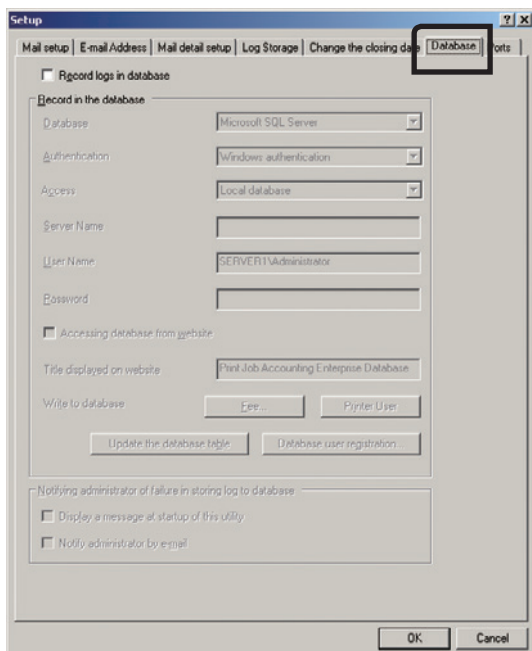 Setup
Mail setup E-mail Address Mail detail setup Log Storage Change the closing date Database Ports
Record logs in database
Record in the database
Database Microsoft SQL Server
Authentication Windows authentication
Access Local database
Server Name
User Name SERVER1\Administrator
Password
Accessing database from website
Title displayed on website Print Job Accounting Enterprise Database
Write to database Fee... Printer User
Update the database table Database user registration...
Notifying administrator of failure in storing log to database
Display a message at startup of this utility
Notify administrator by e-mail
OK Cancel